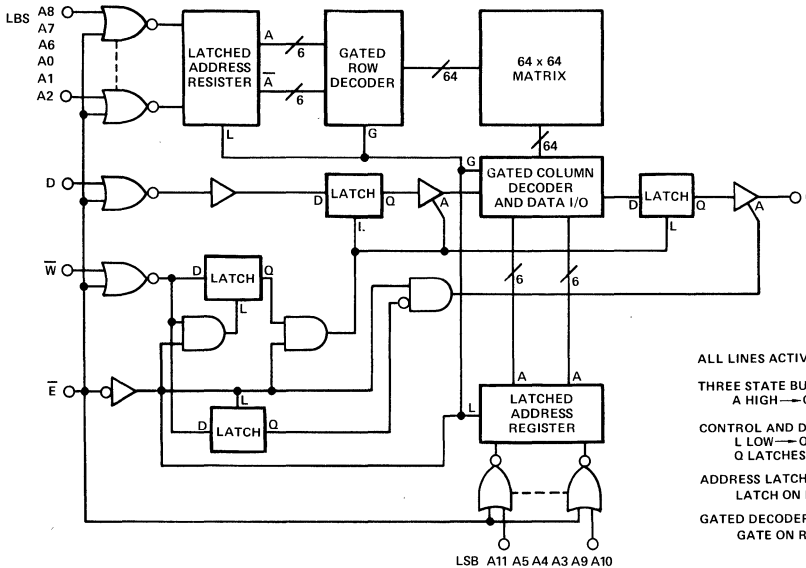 LBS A8
A7
A6
A0
A1
A2
LATCHED
ADDRESS
RESISTER
L
A
6
A
6
GATED
ROW
DECODER
G
64
64 x 64
MATRIX
64
D
D LATCH Q
L
A
G
GATED COLUMN
DECODER
AND DATA I/O
D LATCH Q
L
A
W
D LATCH Q
L
6
6
E
L
D LATCH Q
A A
L LATCHED
ADDRESS
REGISTER
LSB A11 A5 A4 A3 A9 A10
ALL LINES ACTIV
THREE STATE BU
A HIGH→
CONTROL AND D
L LOW→
Q LATCHES
ADDRESS LATCH
LATCH ON
GATED DECODER
GATE ON R